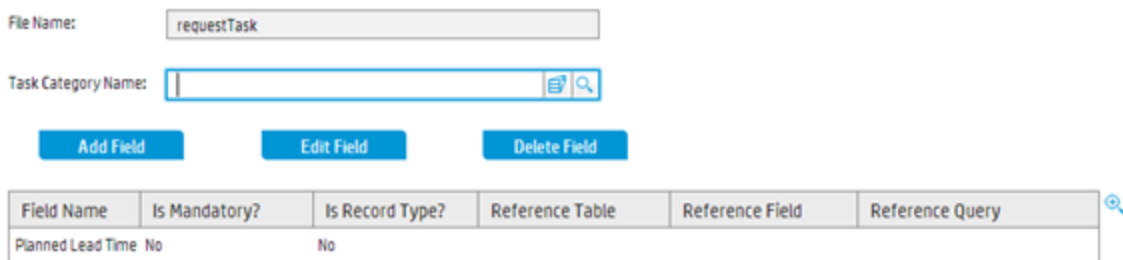 File Name: requestTask
Task Category Name:
Add Field Edit Field Delete Field
Field Name Is Mandatory? Is Record Type? Reference Table Reference Field Reference Query
Planned Lead Time No No